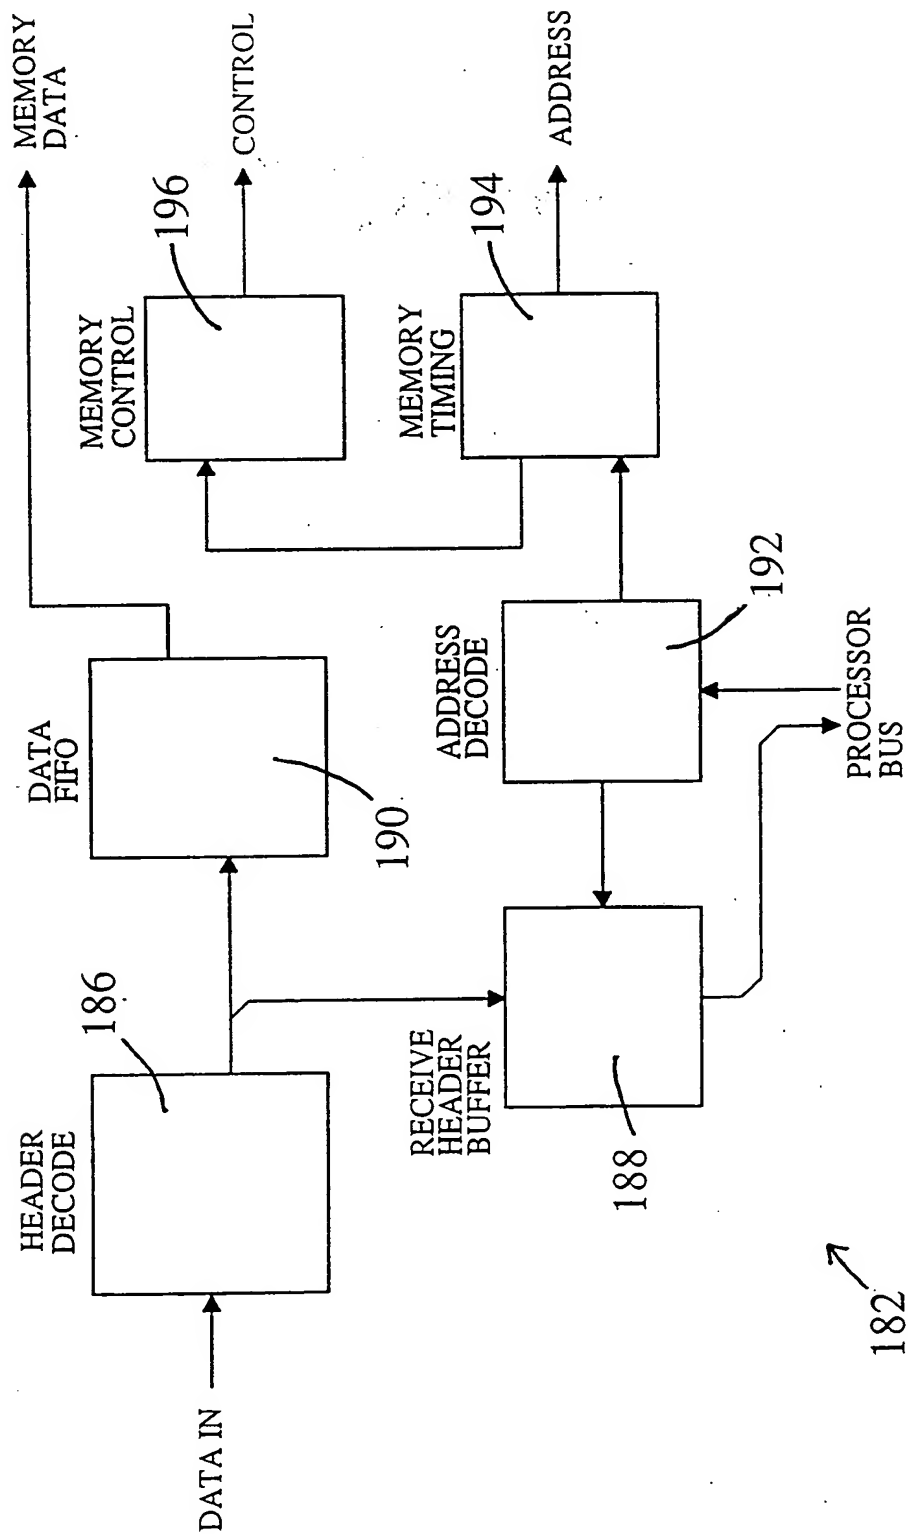 MEMORY
DATA
CONTROL
ADDRESS
196
194
MEMORY
CONTROL
MEMORY
TIMING
DATA
FIFO
190
ADDRESS
DECODE
192
PROCESSOR
BUS
HEADER
DECODE
186
RECEIVE
HEADER
BUFFER
188
DATA IN
182